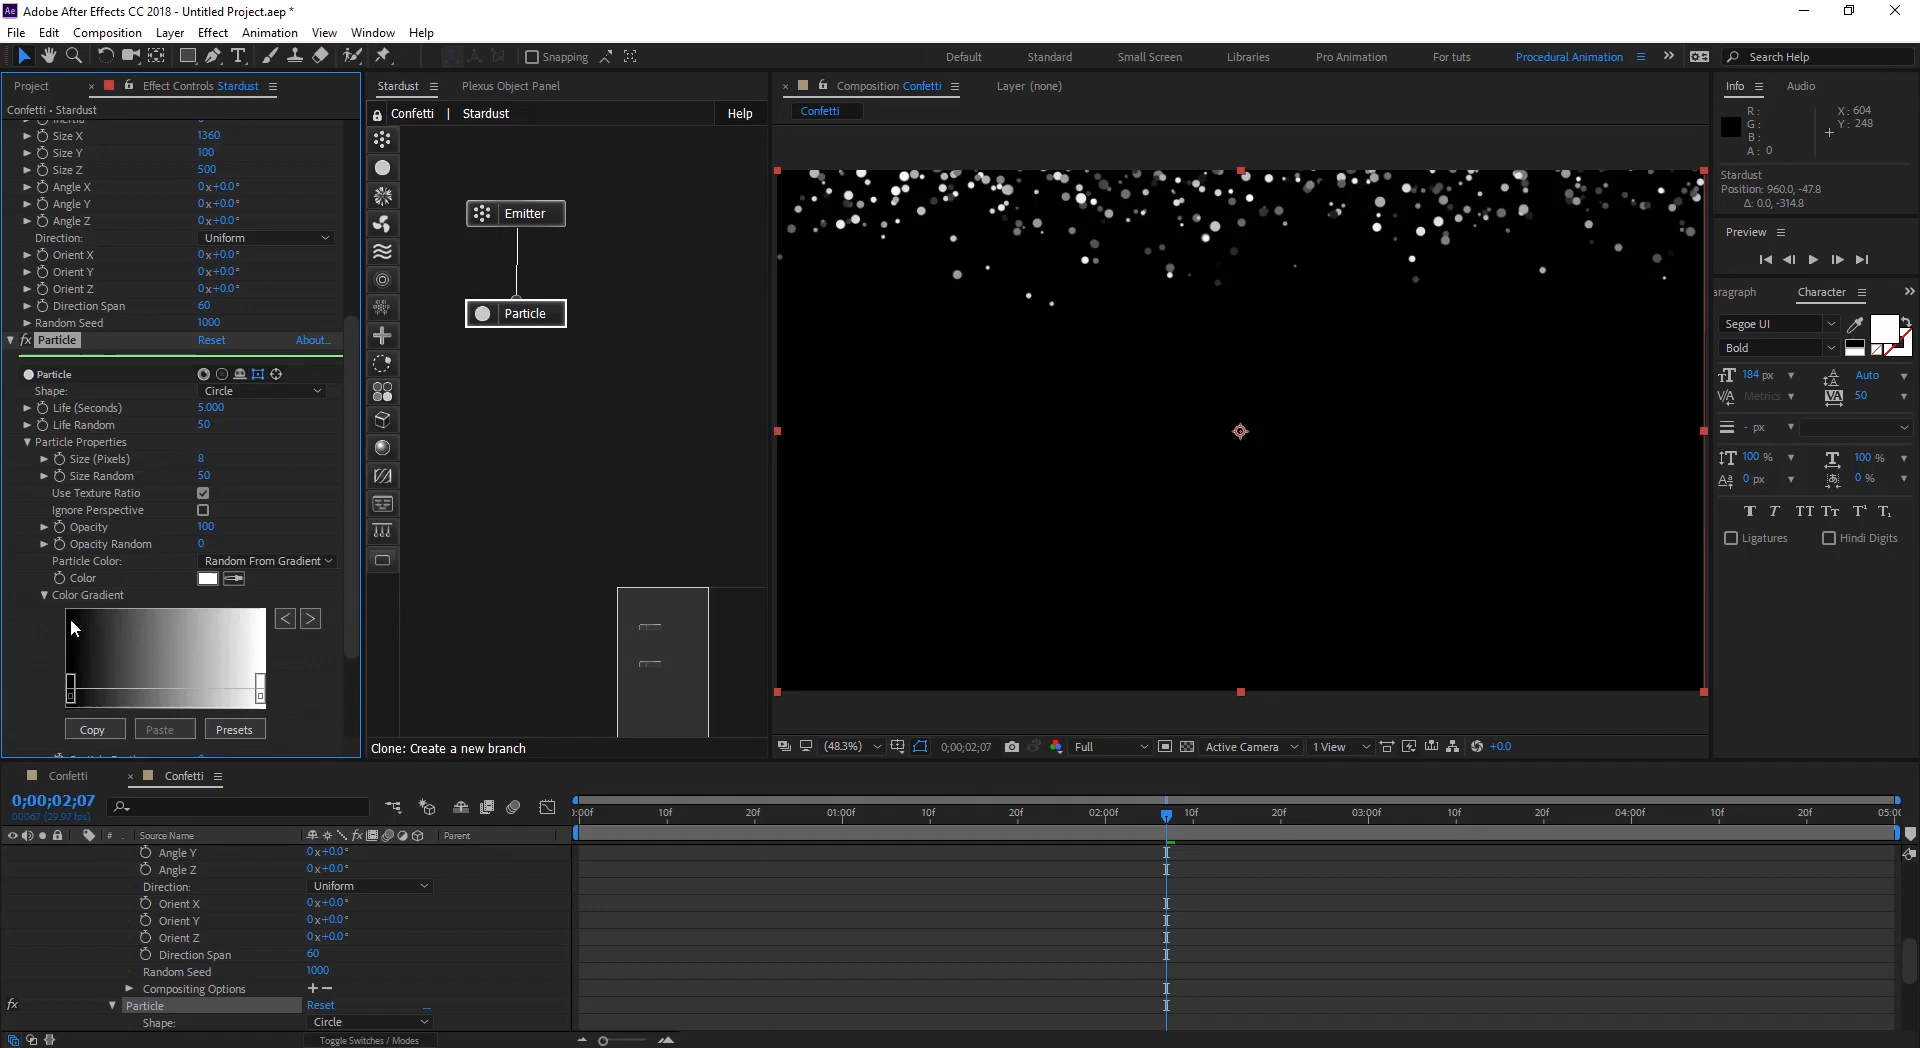 Adobe After Effects CC 2018 - Untitled Project.aep *
File Edit Composition Layer Effect Animation View Window Help
Snapping
Default Standard Small Screen Libraries Pro Animation For tuts Procedural Animation Search Help
Project Effect Controls Stardust
Confetti • Stardust
Size X 1360
Size Y 100
Size Z 500
Angle X 0x+0.0°
Angle Y 0x+0.0°
Angle Z 0x+0.0°
Direction: Uniform
Orient X 0x+0.0°
Orient Y 0x+0.0°
Orient Z 0x+0.0°
Direction Span 60
Random Seed 1000
fx Particle Reset About...
Particle
Shape: Circle
Life (Seconds) 5.000
Life Random 50
Particle Properties
Size (Pixels) 8
Size Random 50
Use Texture Ratio
Ignore Perspective
Opacity 100
Opacity Random 0
Particle Color: Random From Gradient
Color
Color Gradient
< >
Copy Paste Presets
Stardust Plexus Object Panel
Confetti | Stardust Help
Emitter
Particle
Clone: Create a new branch
Composition Confetti Layer (none)
Confetti
(48.3%) 0;00;02;07 Full Active Camera 1 View +0.0
Info Audio
R: X: 604
G: Y: 248
B:
A: 0
Stardust
Position: 960.0, -47.8
Δ: 0.0, -314.8
Preview
aragraph Character
Segoe UI
Bold
184 px Auto
Metrics 50
- px
100 % 100 %
0 px 0 %
T T TT Tt T¹ T₁
Ligatures Hindi Digits
Confetti Confetti
0;00;02;07
00067 (29.97 fps)
# Source Name Parent
:00f 10f 20f 01:00f 10f 20f 02:00f 10f 20f 03:00f 10f 20f 04:00f 10f 20f 05:0
Angle Y 0x+0.0°
Angle Z 0x+0.0°
Direction: Uniform
Orient X 0x+0.0°
Orient Y 0x+0.0°
Orient Z 0x+0.0°
Direction Span 60
Random Seed 1000
Compositing Options + −
fx Particle Reset ...
Shape: Circle
Toggle Switches / Modes